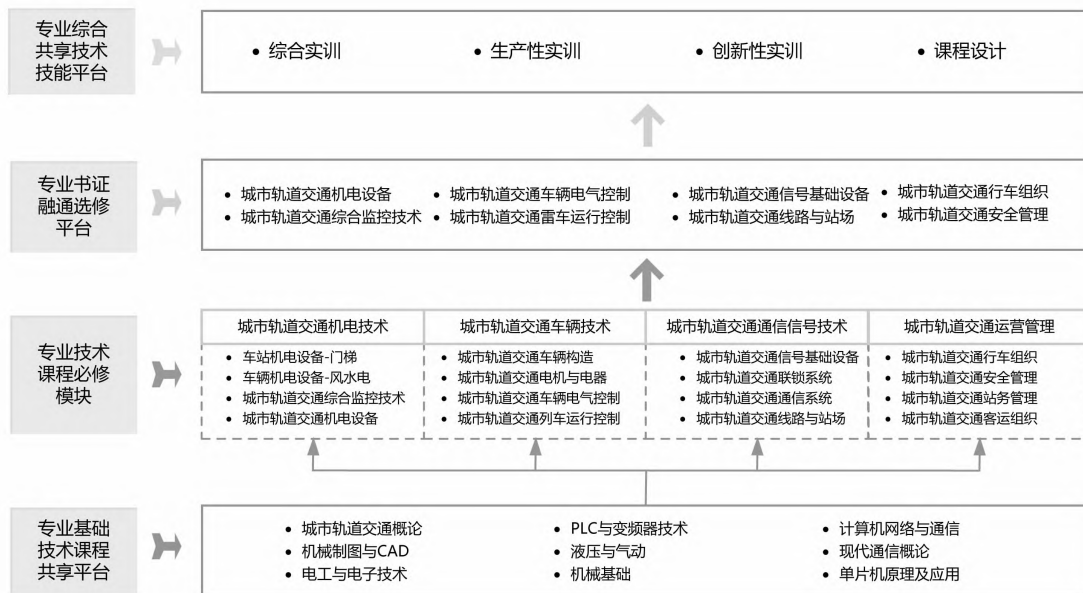 专业综合
共享技术
技能平台
• 综合实训
• 生产性实训
• 创新性实训
• 课程设计
专业书证
融通选修
平台
• 城市轨道交通机电设备
• 城市轨道交通综合监控技术
• 城市轨道交通车辆电气控制
• 城市轨道交通雷车运行控制
• 城市轨道交通信号基础设备
• 城市轨道交通线路与站场
• 城市轨道交通行车组织
• 城市轨道交通安全管理
专业技术
课程必修
模块
城市轨道交通机电技术
• 车站机电设备-门梯
• 车辆机电设备-风水电
• 城市轨道交通综合监控技术
• 城市轨道交通机电设备
城市轨道交通车辆技术
• 城市轨道交通车辆构造
• 城市轨道交通电机与电器
• 城市轨道交通车辆电气控制
• 城市轨道交通列车运行控制
城市轨道交通通信信号技术
• 城市轨道交通信号基础设备
• 城市轨道交通联锁系统
• 城市轨道交通通信系统
• 城市轨道交通线路与站场
城市轨道交通运营管理
• 城市轨道交通行车组织
• 城市轨道交通安全管理
• 城市轨道交通站务管理
• 城市轨道交通客运组织
专业基础
技术课程
共享平台
• 城市轨道交通概论
• 机械制图与CAD
• 电工与电子技术
• PLC与变频器技术
• 液压与气动
• 机械基础
• 计算机网络与通信
• 现代通信概论
• 单片机原理及应用